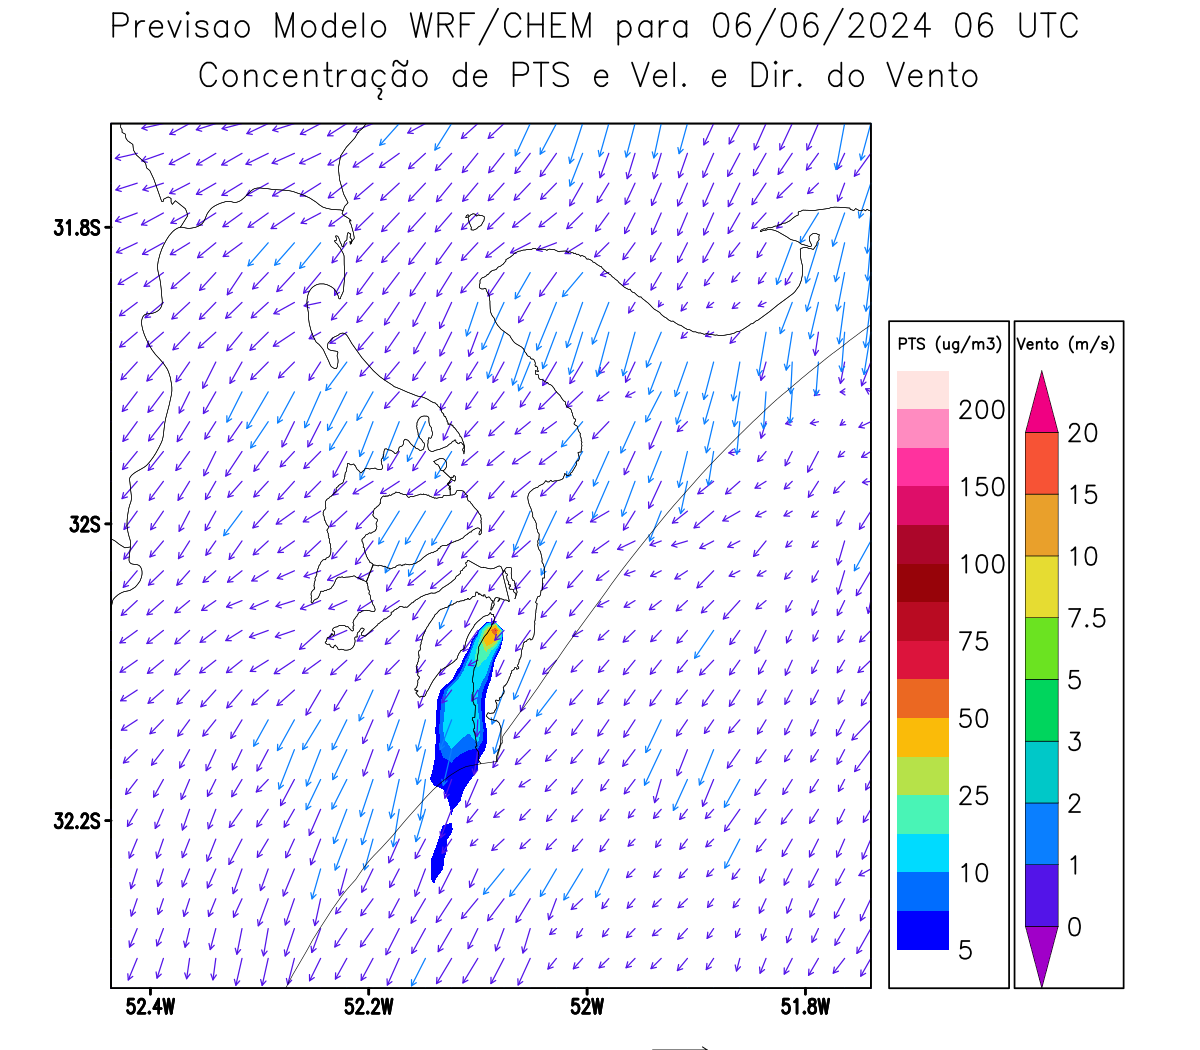 Previsao Modelo WRF/CHEM para 06/06/2024 06 UTC
Concentração de PTS e Vel. e Dir. do Vento
31.8S
32S
32.2S
52.4W 52.2W 52W 51.8W
PTS (ug/m3)
200
150
100
75
50
25
10
5
Vento (m/s)
20
15
10
7.5
5
3
2
1
0